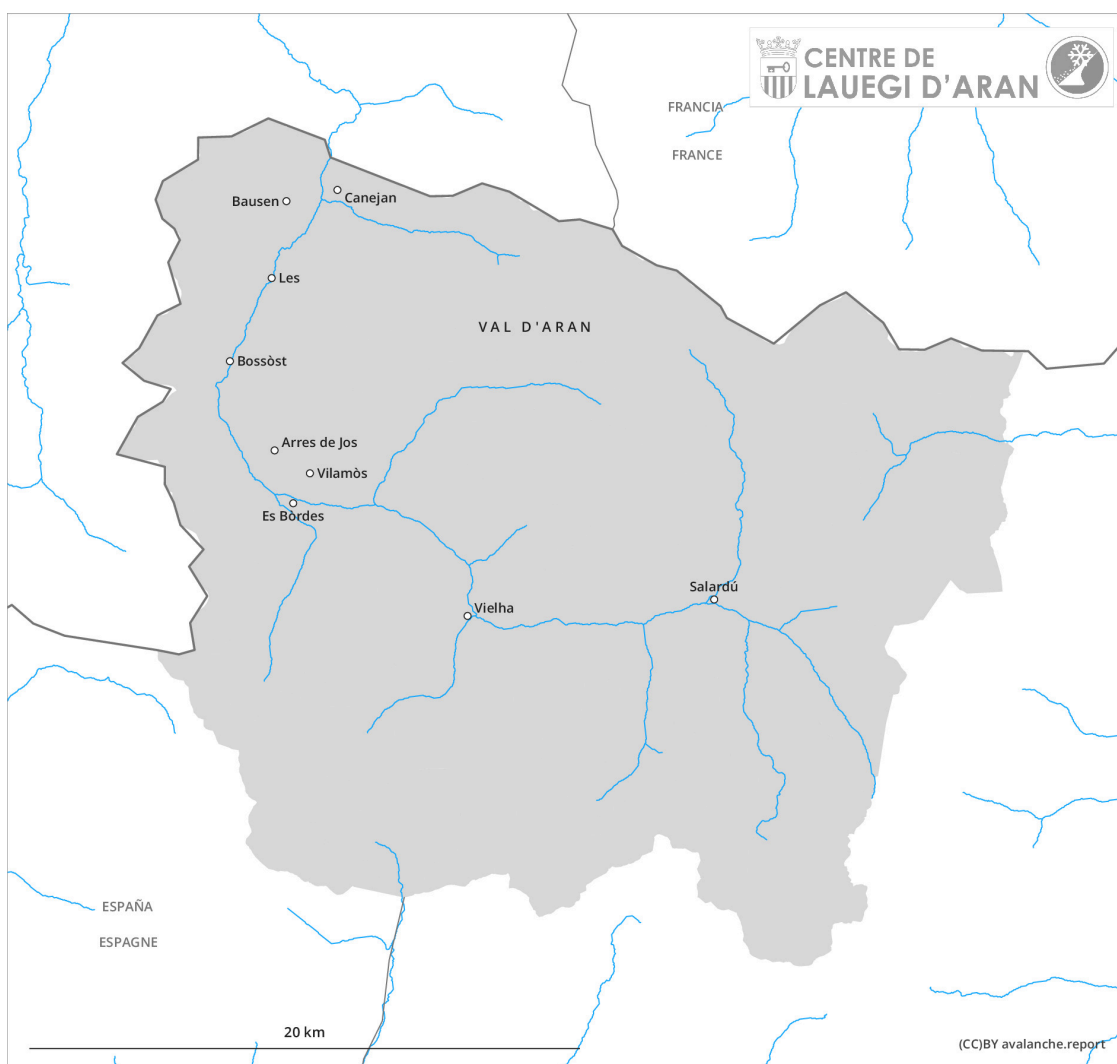 CENTRE DE
LAUEGI D'ARAN
FRANCIA
FRANCE
Canejan
Bausen
Les
VAL D'ARAN
Bossòst
Arres de Jos
Vilamòs
Es Bòrdes
Salardú
Vielha
ESPAÑA
ESPAGNE
20 km
(CC)BY avalanche.report